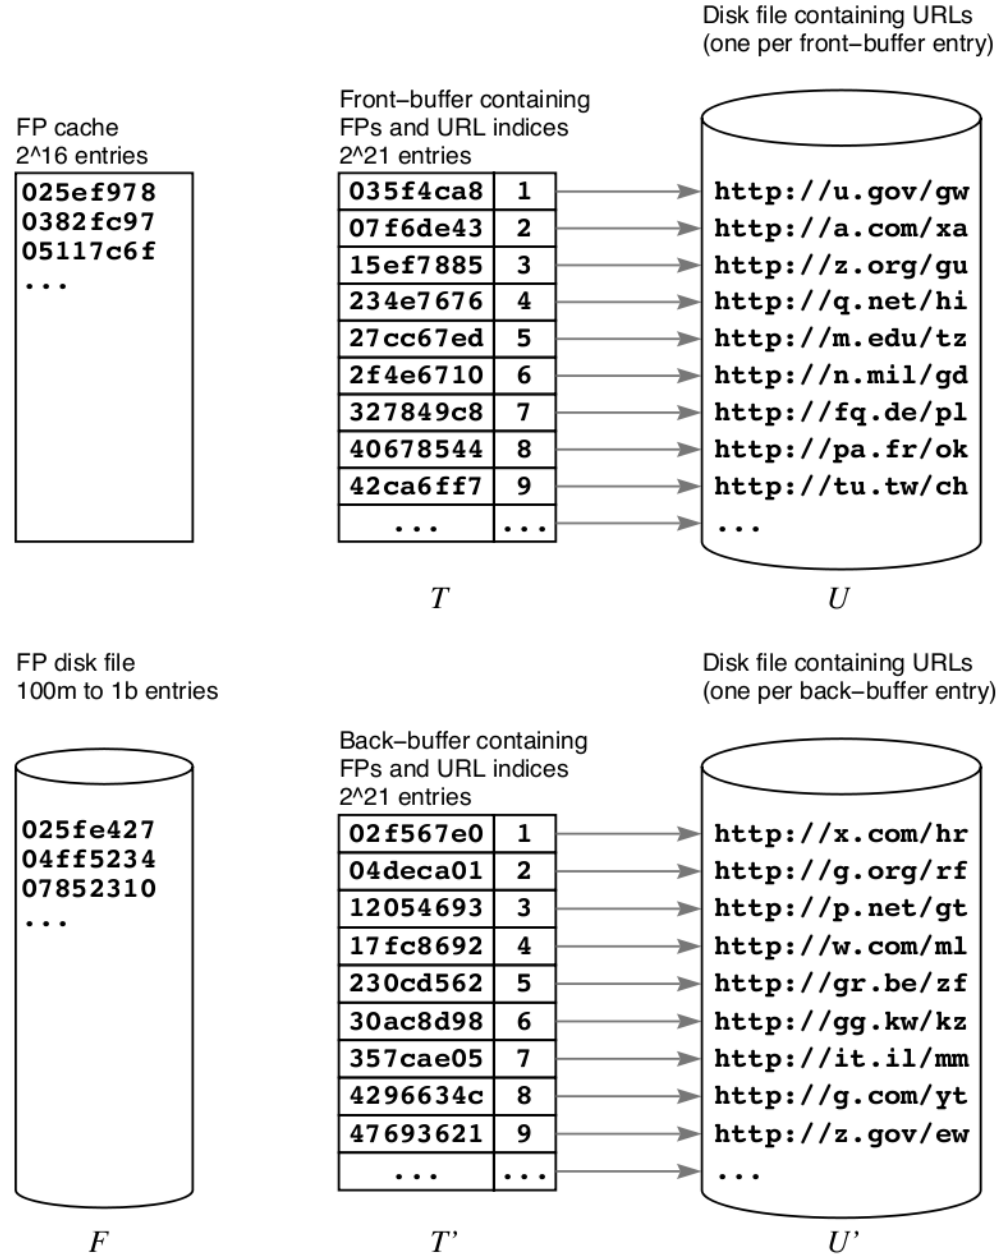 Disk file containing URLs
(one per front−buffer entry)
Front−buffer containing
FPs and URL indices
2^21 entries
FP cache
2^16 entries
025ef978
0382fc97
05117c6f
...
035f4ca8 1 http://u.gov/gw
07f6de43 2 http://a.com/xa
15ef7885 3 http://z.org/gu
234e7676 4 http://q.net/hi
27cc67ed 5 http://m.edu/tz
2f4e6710 6 http://n.mil/gd
327849c8 7 http://fq.de/pl
40678544 8 http://pa.fr/ok
42ca6ff7 9 http://tu.tw/ch
... ... ...
T U
FP disk file
100m to 1b entries
Disk file containing URLs
(one per back−buffer entry)
Back−buffer containing
FPs and URL indices
2^21 entries
025fe427
04ff5234
07852310
...
02f567e0 1 http://x.com/hr
04deca01 2 http://g.org/rf
12054693 3 http://p.net/gt
17fc8692 4 http://w.com/ml
230cd562 5 http://gr.be/zf
30ac8d98 6 http://gg.kw/kz
357cae05 7 http://it.il/mm
4296634c 8 http://g.com/yt
47693621 9 http://z.gov/ew
... ... ...
F T' U'